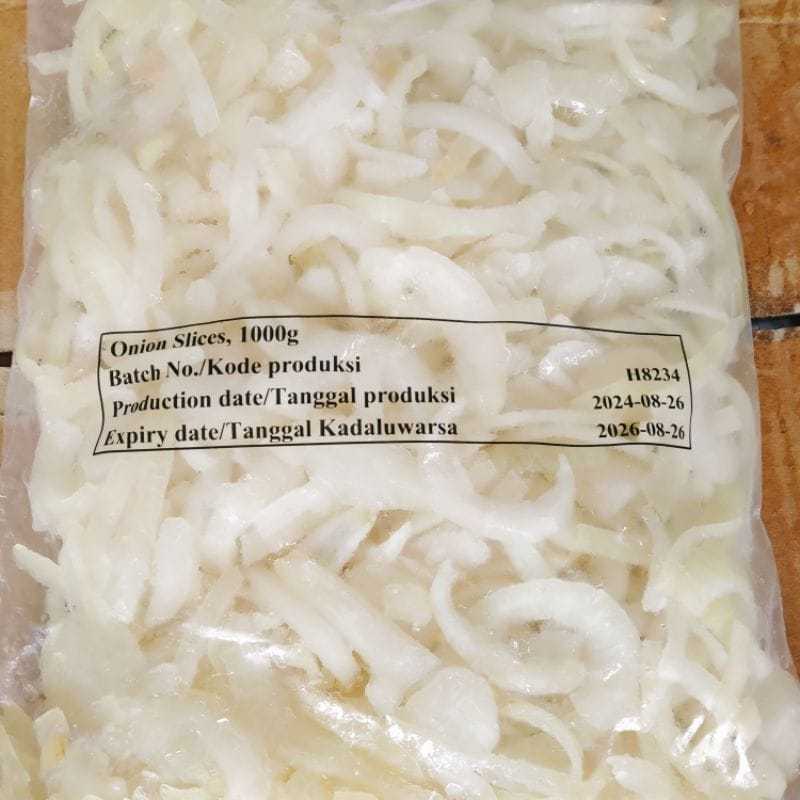 Onion Slices, 1000g
Batch No./Kode produksi H8234
Production date/Tanggal produksi 2024-08-26
Expiry date/Tanggal Kadaluwarsa 2026-08-26